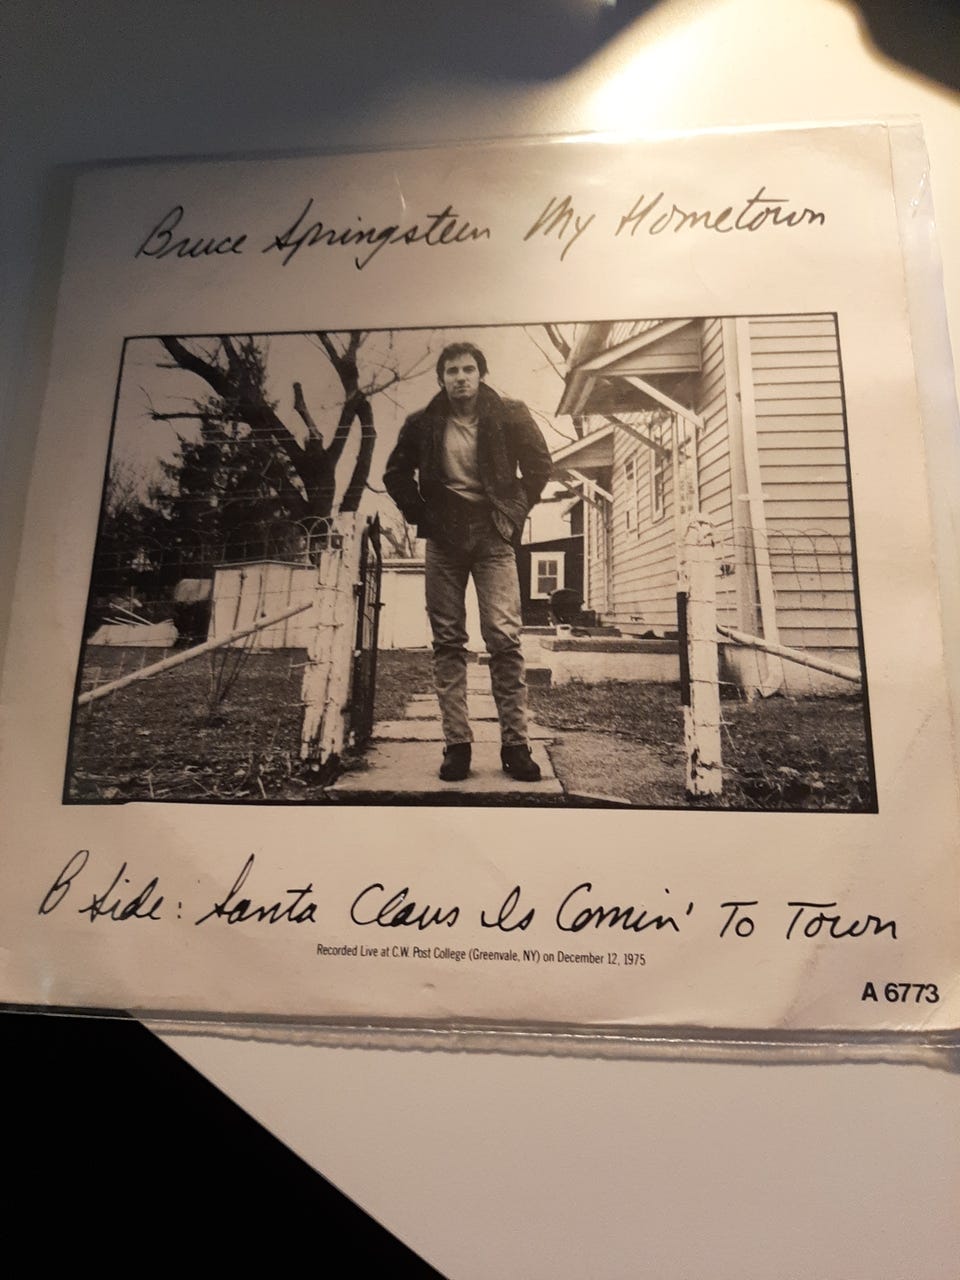 Bruce Springsteen My Hometown
B Side: Santa Claus Is Comin' To Town
Recorded Live at C.W. Post College (Greenvale, NY) on December 12, 1975
A 6773